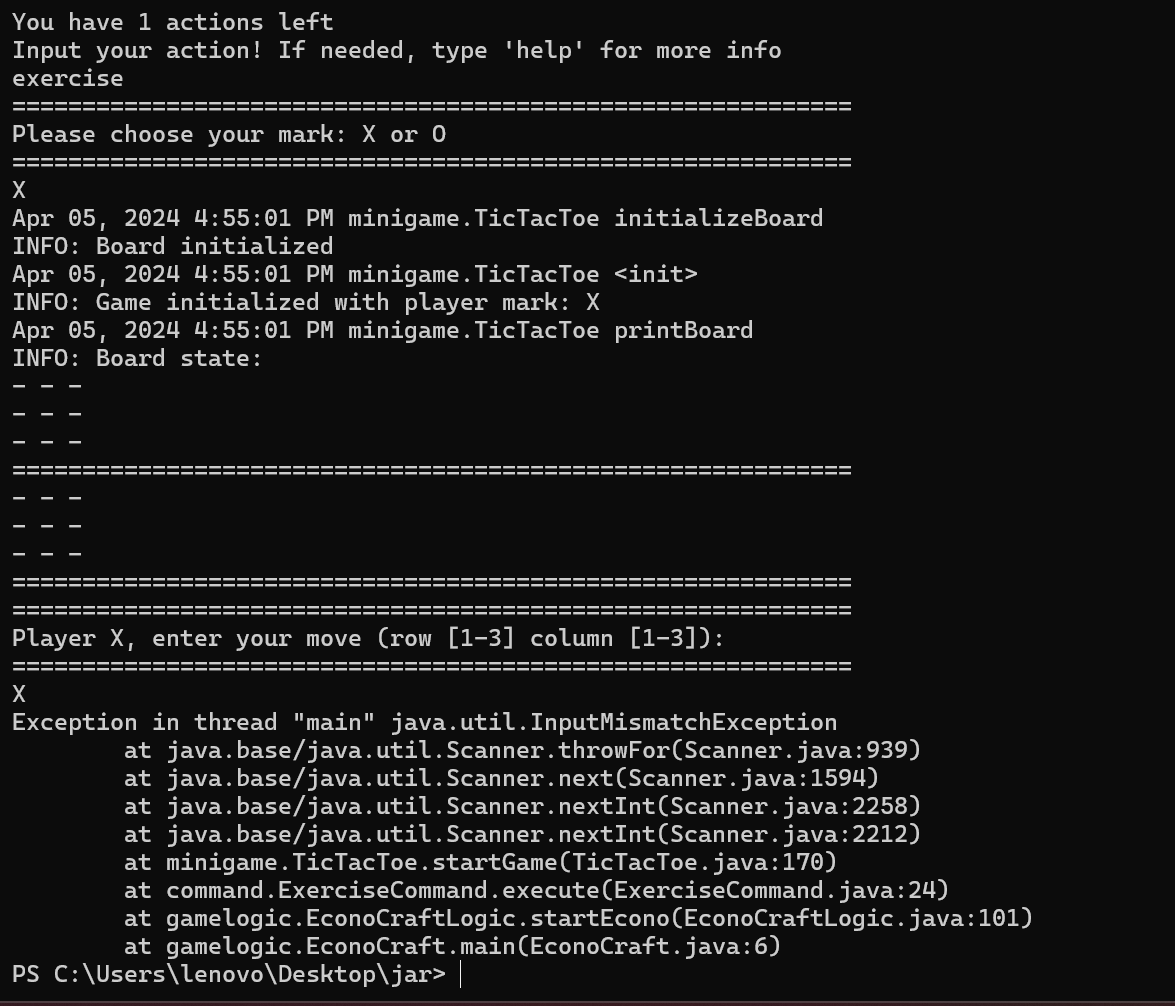 You have 1 actions left
Input your action! If needed, type 'help' for more info
exercise
============================================================
Please choose your mark: X or O
============================================================
X
Apr 05, 2024 4:55:01 PM minigame.TicTacToe initializeBoard
INFO: Board initialized
Apr 05, 2024 4:55:01 PM minigame.TicTacToe <init>
INFO: Game initialized with player mark: X
Apr 05, 2024 4:55:01 PM minigame.TicTacToe printBoard
INFO: Board state:
- - -
- - -
- - -
============================================================
- - -
- - -
- - -
============================================================
============================================================
Player X, enter your move (row [1-3] column [1-3]):
============================================================
X
Exception in thread "main" java.util.InputMismatchException
        at java.base/java.util.Scanner.throwFor(Scanner.java:939)
        at java.base/java.util.Scanner.next(Scanner.java:1594)
        at java.base/java.util.Scanner.nextInt(Scanner.java:2258)
        at java.base/java.util.Scanner.nextInt(Scanner.java:2212)
        at minigame.TicTacToe.startGame(TicTacToe.java:170)
        at command.ExerciseCommand.execute(ExerciseCommand.java:24)
        at gamelogic.EconoCraftLogic.startEcono(EconoCraftLogic.java:101)
        at gamelogic.EconoCraft.main(EconoCraft.java:6)
PS C:\Users\lenovo\Desktop\jar>